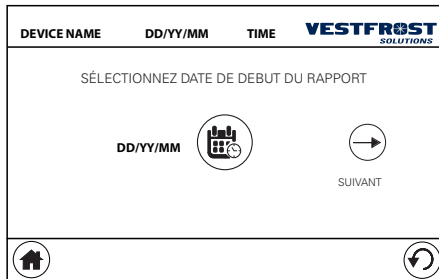 DEVICE NAME DD/YY/MM TIME VESTFROST
SOLUTIONS
SÉLECTIONNEZ DATE DE DEBUT DU RAPPORT
DD/YY/MM
SUIVANT